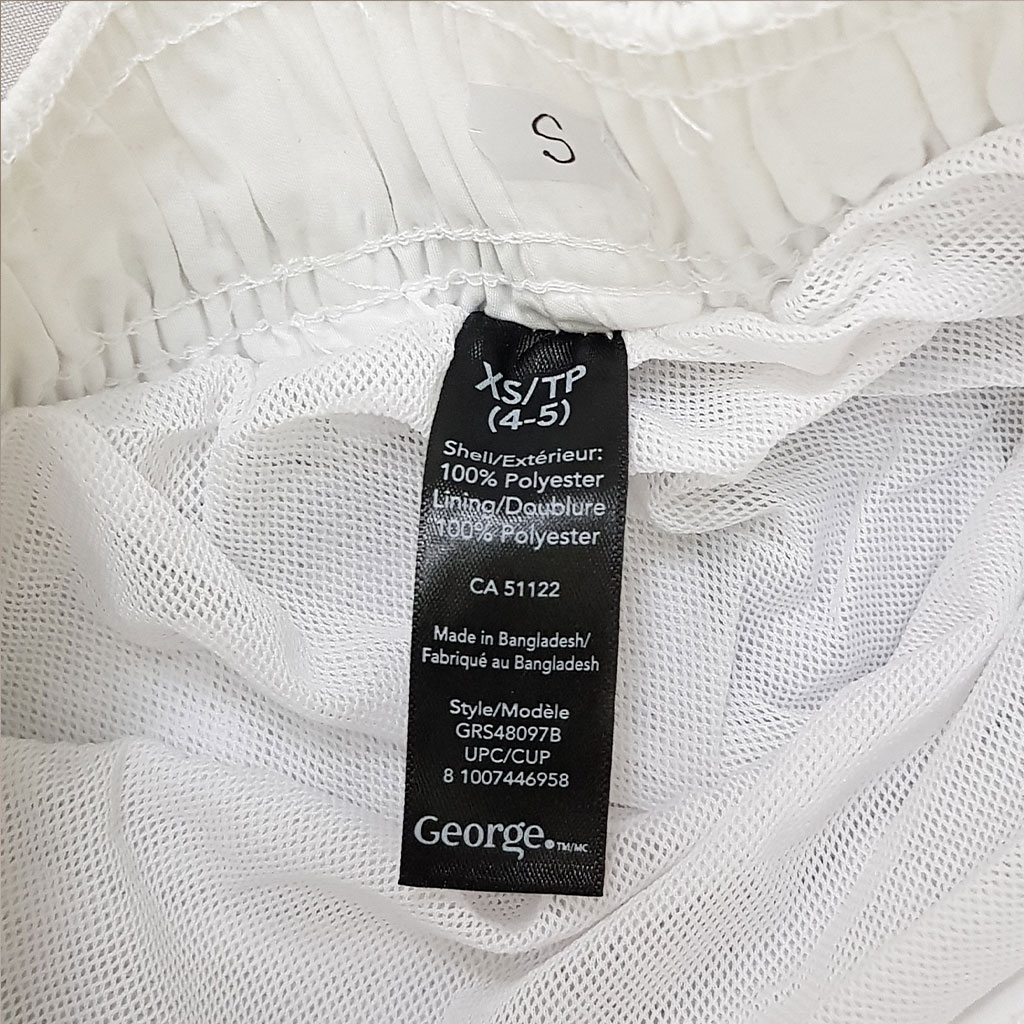 S
XS/TP
(4-5)
Shell/Extérieur:
100% Polyester
Lining/Doublure
100% Polyester
CA 51122
Made in Bangladesh/
Fabriqué au Bangladesh
Style/Modèle
GRS48097B
UPC/CUP
8 1007446958
George.TM/MC